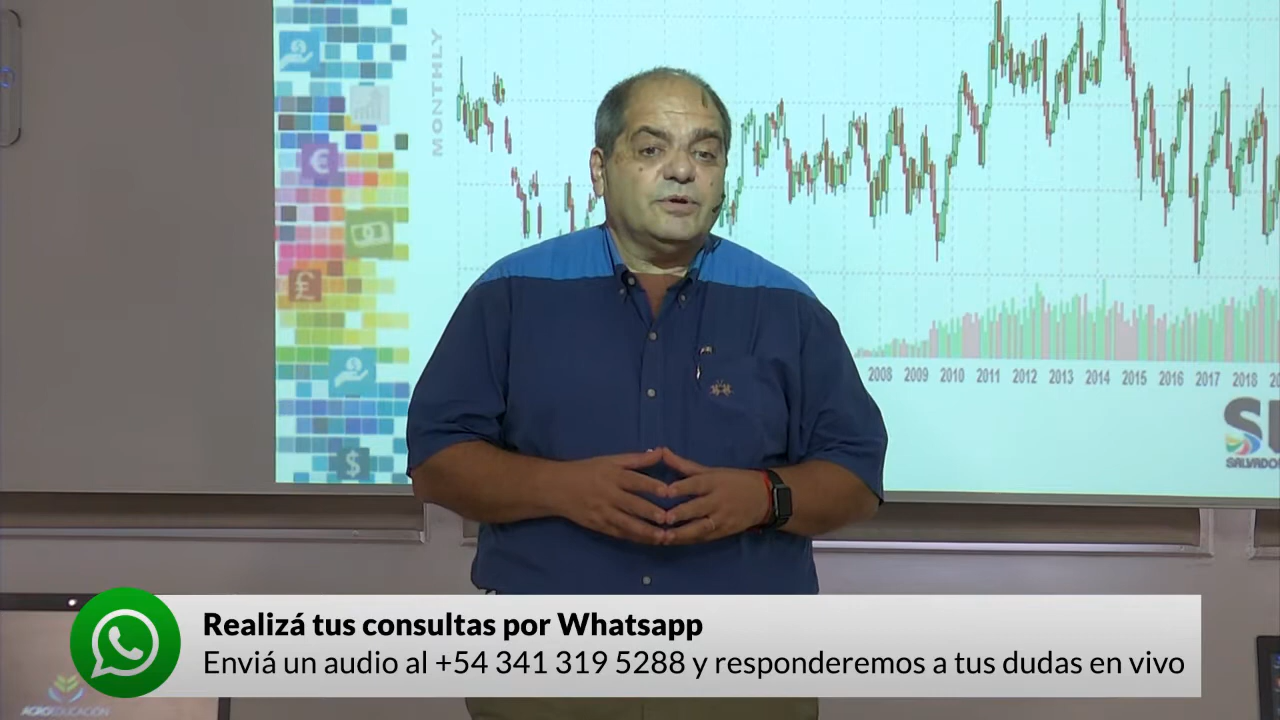 MONTHLY
2008 2009 2010 2011 2012 2013 2014 2015 2016 2017 2018
Realizá tus consultas por Whatsapp
Enviá un audio al +54 341 319 5288 y responderemos a tus dudas en vivo
AGROEDUCACIÓN